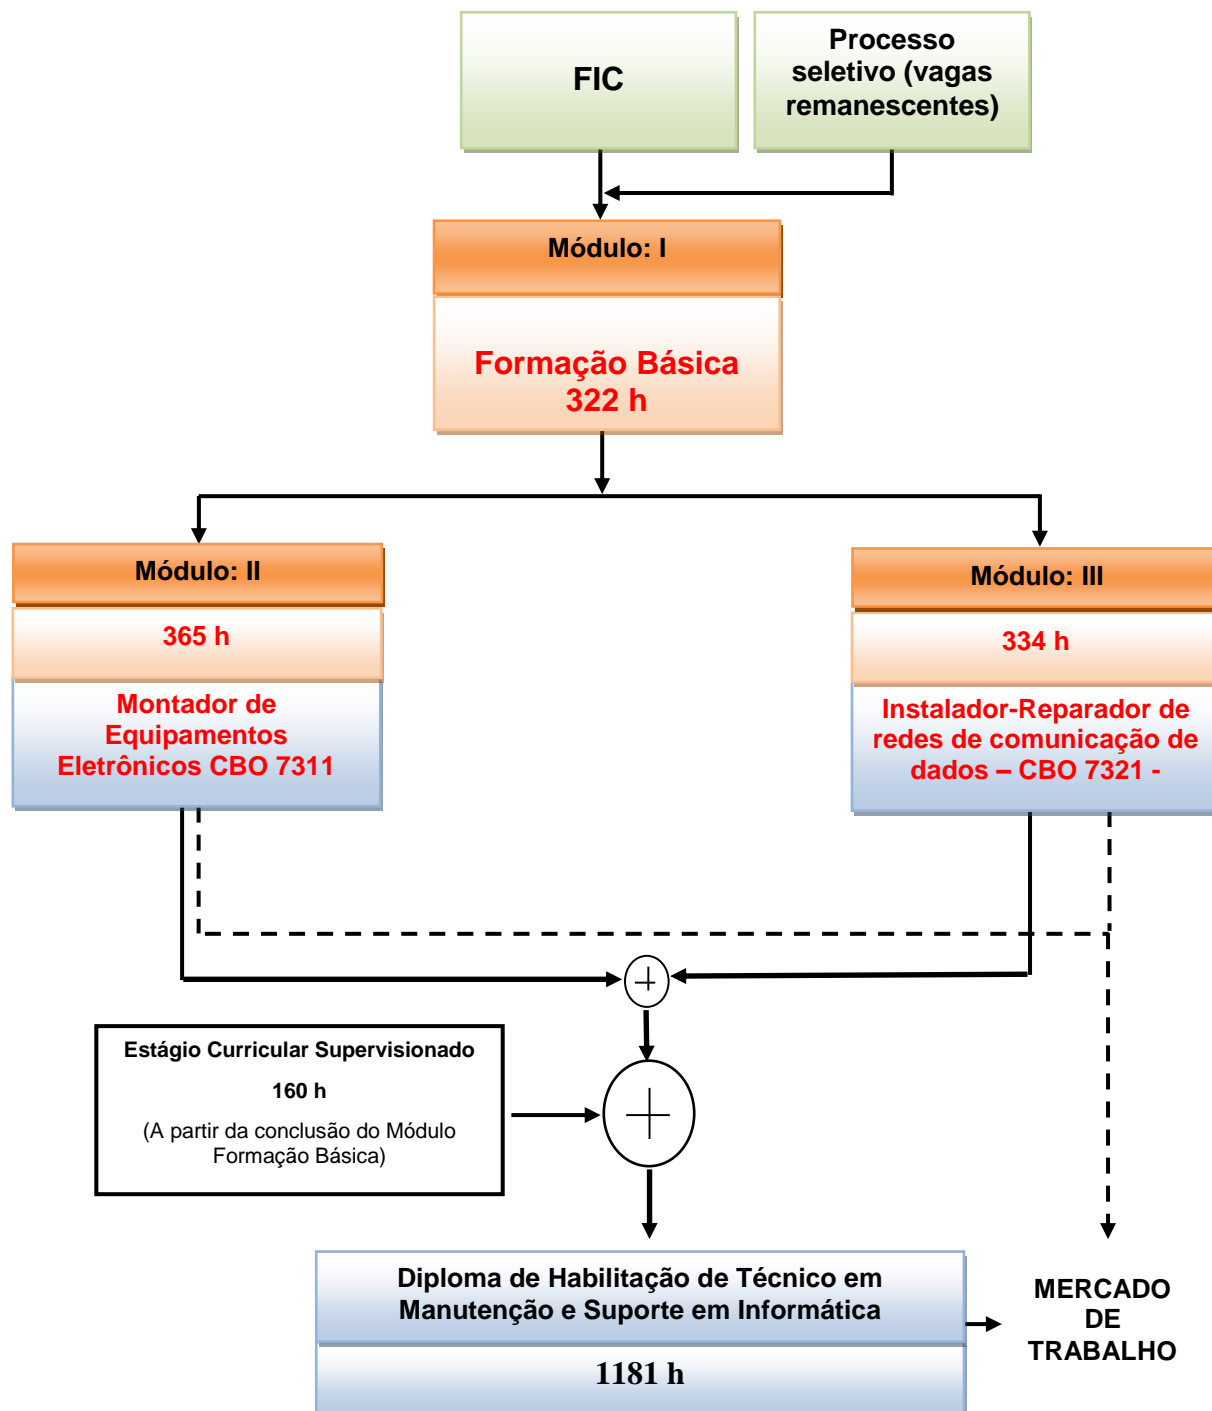 FIC
Processo
seletivo (vagas
remanescentes)
Módulo: I
Formação Básica
322 h
Módulo: II
365 h
Montador de
Equipamentos
Eletrônicos CBO 7311
Módulo: III
334 h
Instalador-Reparador de
redes de comunicação de
dados – CBO 7321 -
Estágio Curricular Supervisionado
160 h
(A partir da conclusão do Módulo
Formação Básica)
Diploma de Habilitação de Técnico em
Manutenção e Suporte em Informática
1181 h
MERCADO
DE
TRABALHO